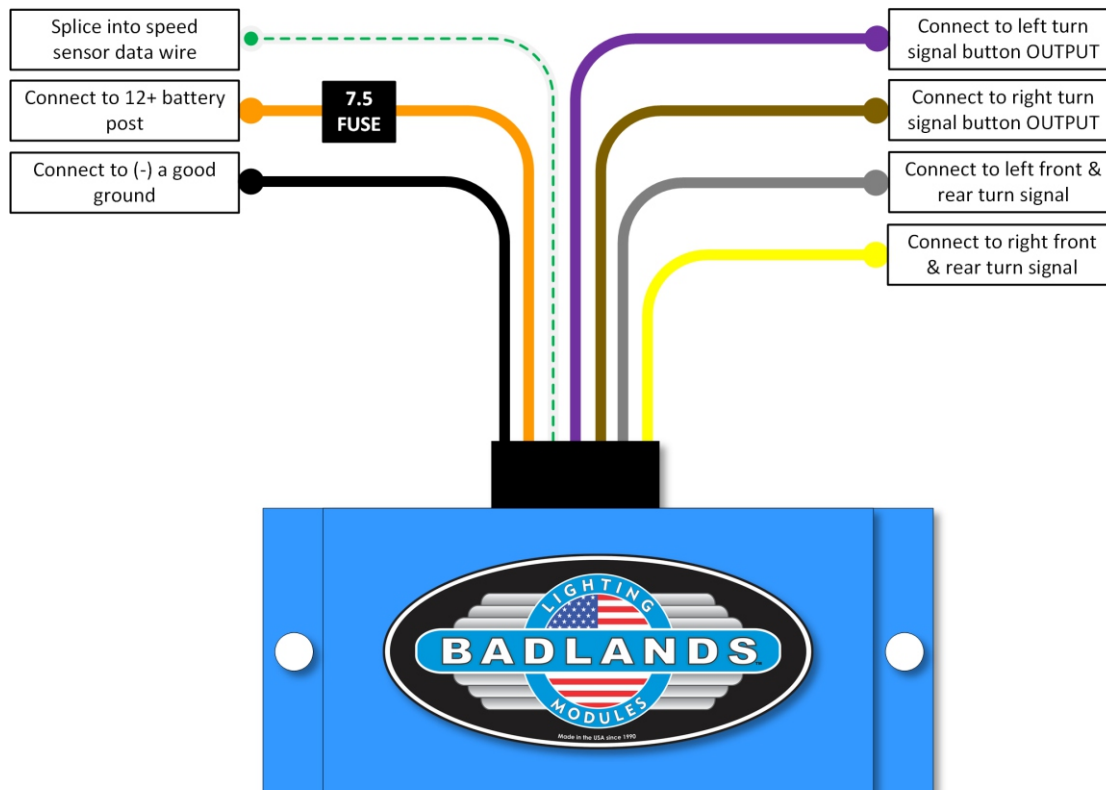 Splice into speed
sensor data wire
Connect to 12+ battery
post
7.5
FUSE
Connect to (-) a good
ground
Connect to left turn
signal button OUTPUT
Connect to right turn
signal button OUTPUT
Connect to left front &
rear turn signal
Connect to right front
& rear turn signal
LIGHTING
BADLANDS™
MODULES
Made in the USA since 1990